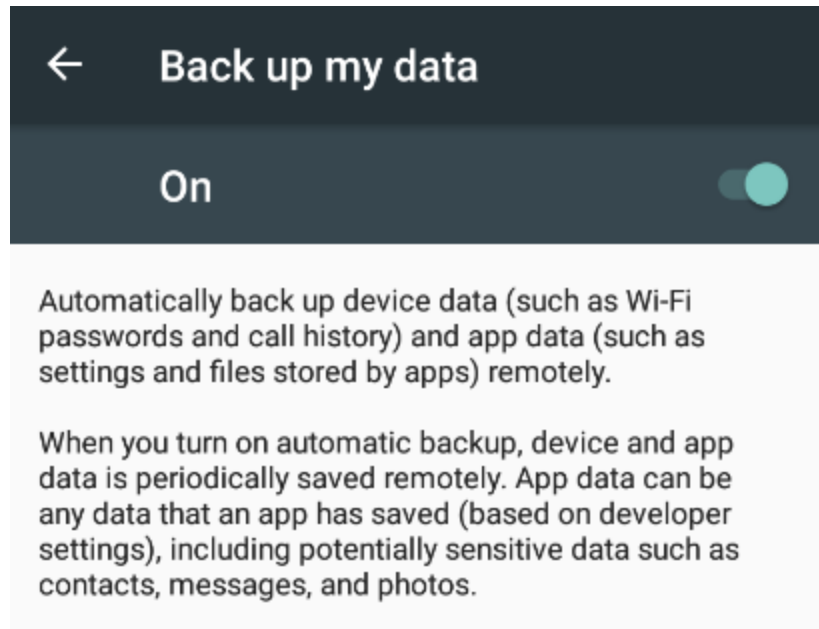 Back up my data
On
Automatically back up device data (such as Wi-Fi
passwords and call history) and app data (such as
settings and files stored by apps) remotely.
When you turn on automatic backup, device and app
data is periodically saved remotely. App data can be
any data that an app has saved (based on developer
settings), including potentially sensitive data such as
contacts, messages, and photos.